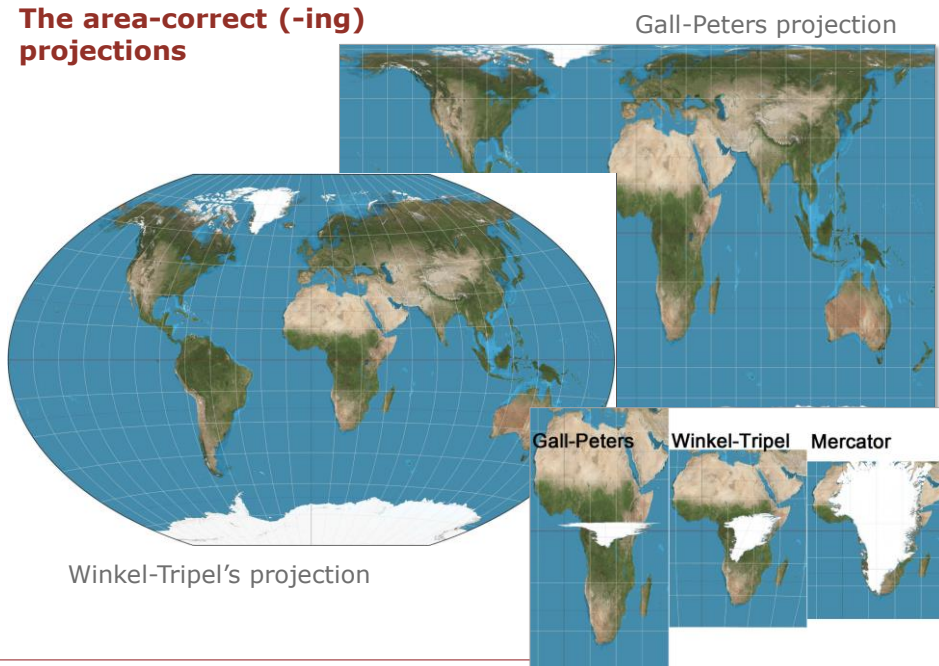 The area-correct (-ing)
projections
Gall-Peters projection
Gall-Peters
Winkel-Tripel
Mercator
Winkel-Tripel’s projection